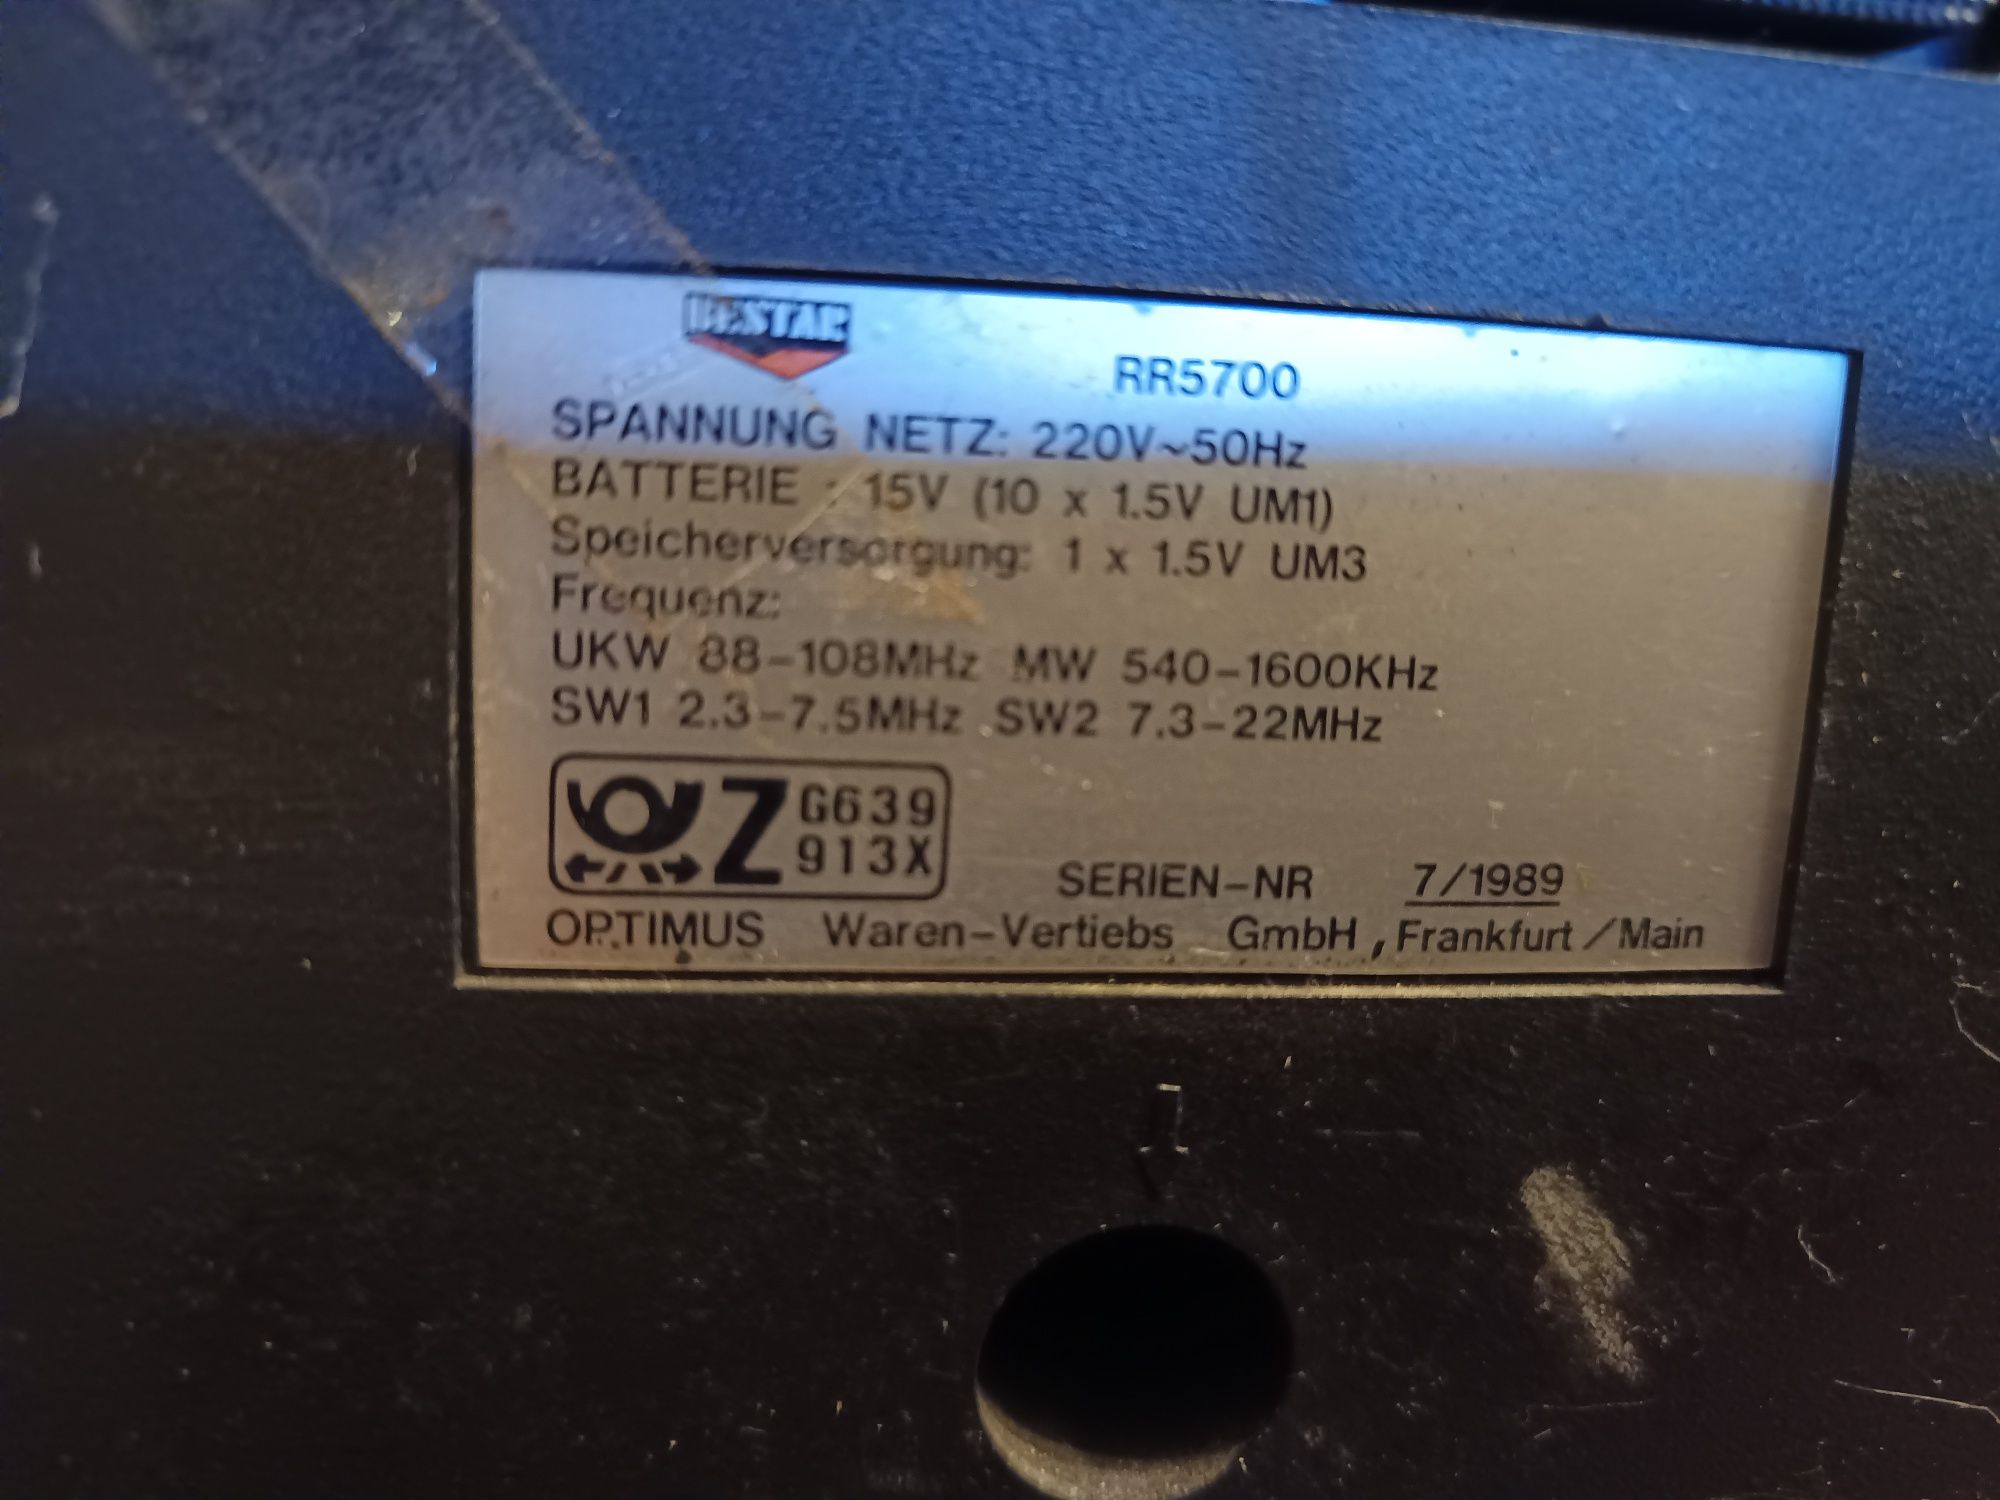 RR5700
SPANNUNG NETZ: 220V~50Hz
BATTERIE : 15V (10 x 1.5V UM1)
Speicherversorgung: 1 x 1.5V UM3
Frequenz:
UKW 88-108MHz MW 540-1600KHz
SW1 2.3-7.5MHz SW2 7.3-22MHz
Z G639
913X
SERIEN-NR 7/1989
OPTIMUS Waren-Vertiebs GmbH, Frankfurt/Main